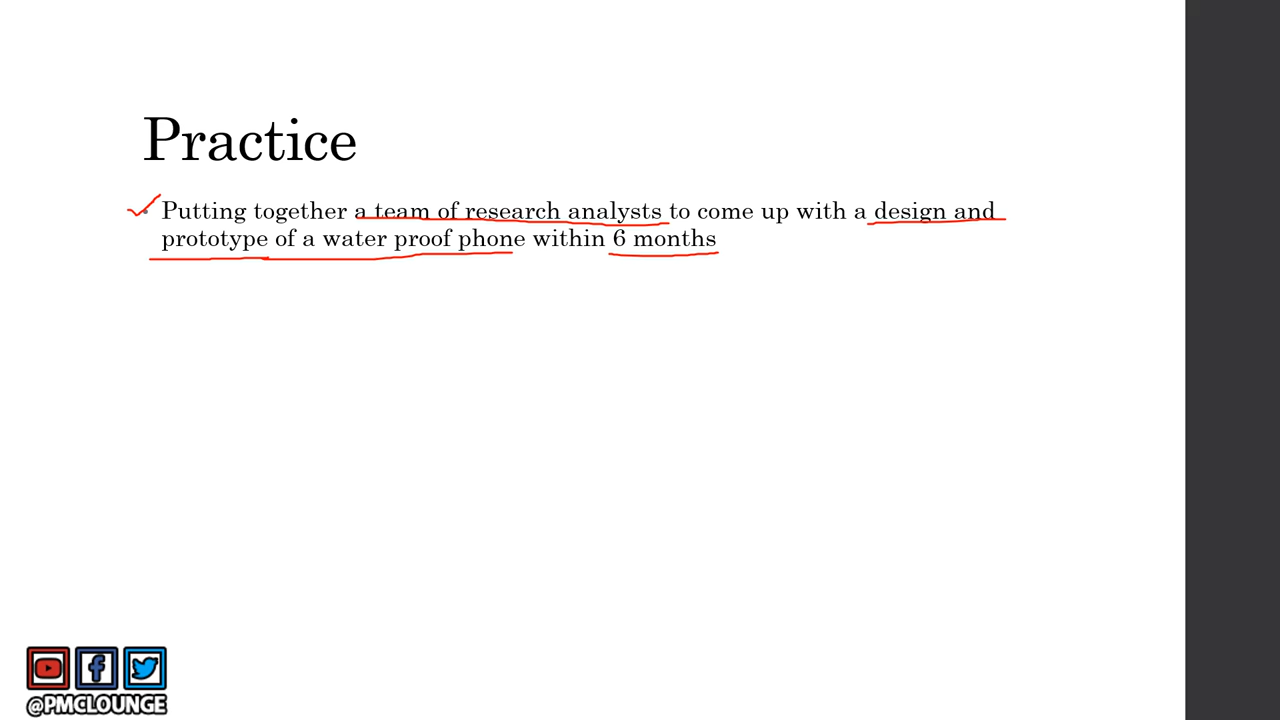 Practice
Putting together a team of research analysts to come up with a design and
prototype of a water proof phone within 6 months
@PMCLOUNGE